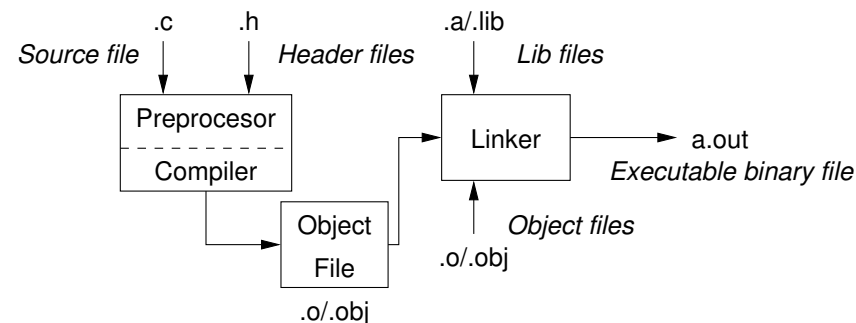 .c
.h
.a/.lib
Source file
Header files
Lib files
Preprocesor
Compiler
Linker
a.out
Executable binary file
Object
File
.o/.obj
Object files
.o/.obj